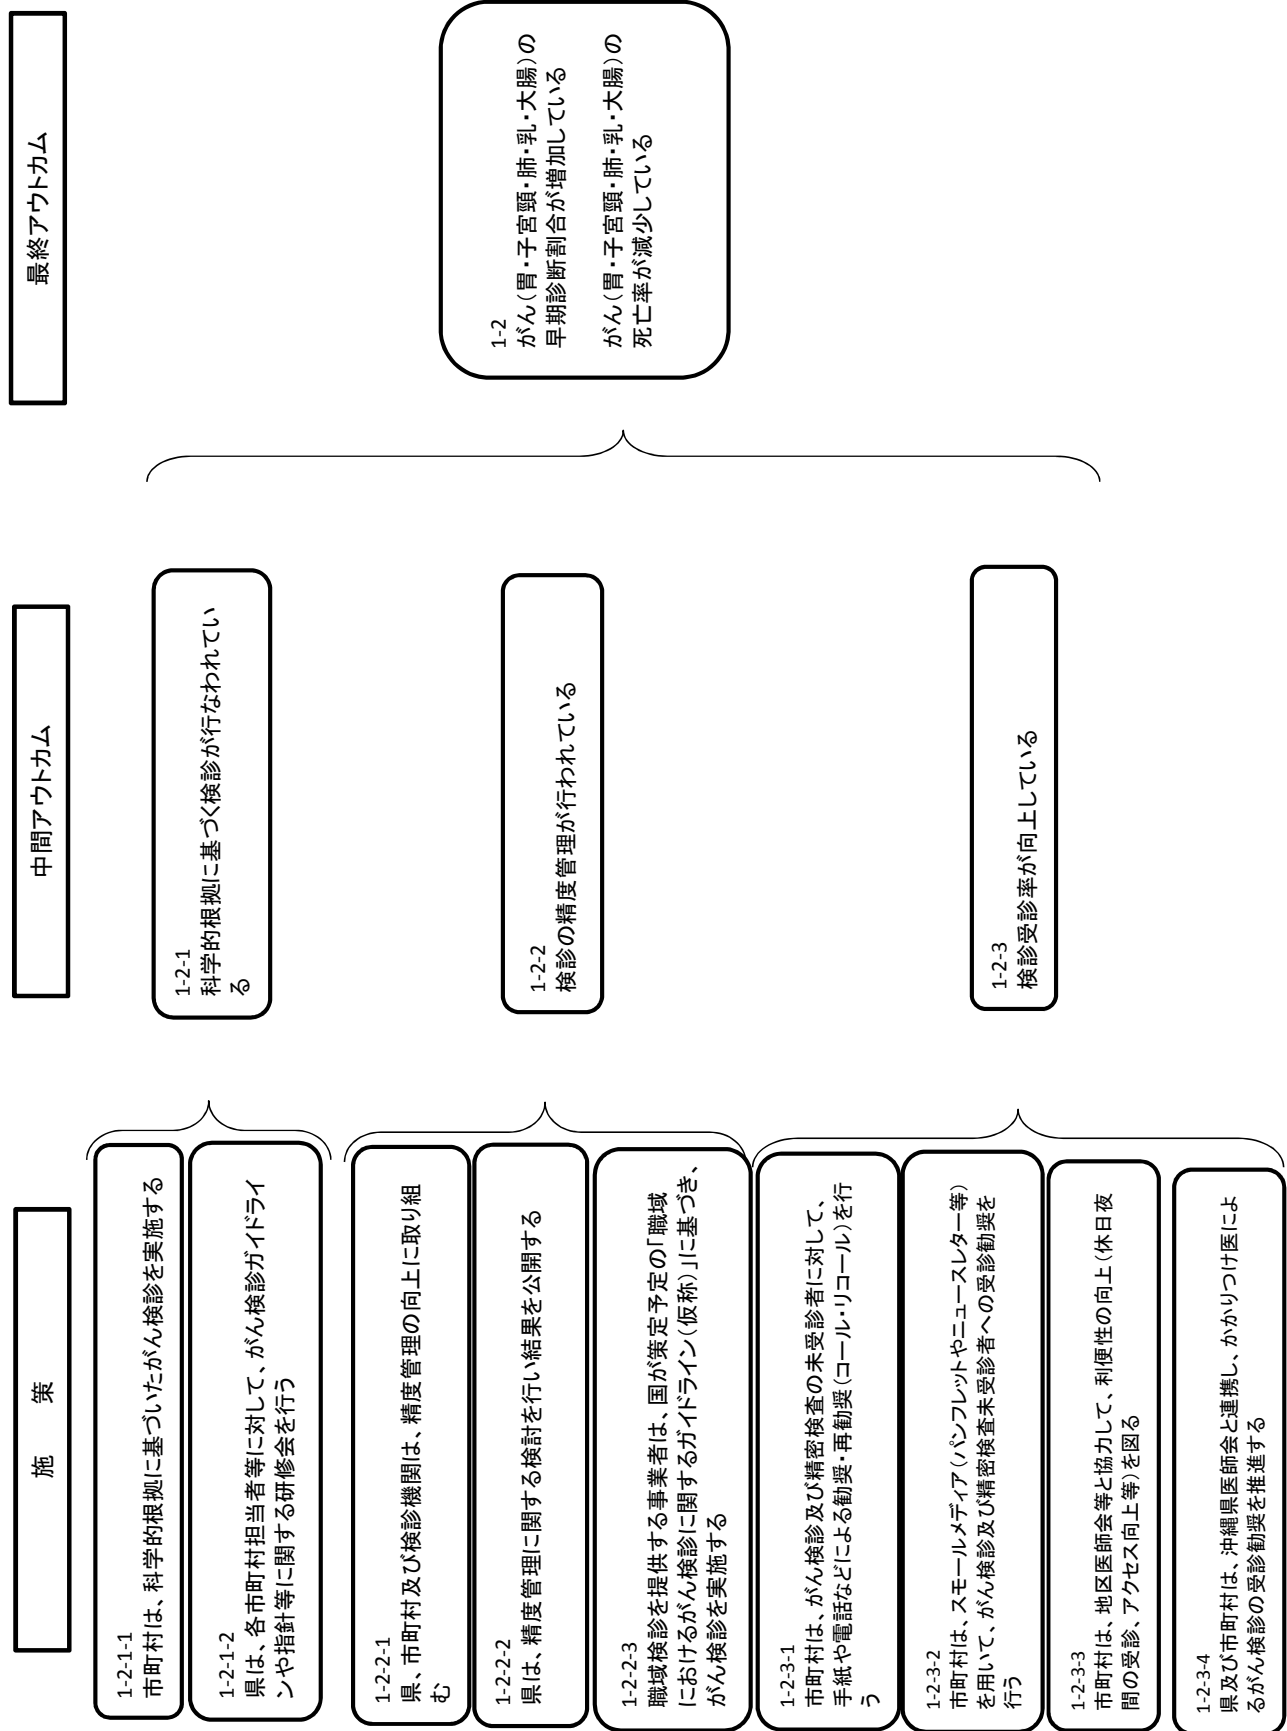 施　策
中間アウトカム
最終アウトカム
1-2-1-1
市町村は、科学的根拠に基づいたがん検診を実施する
1-2-1-2
県は、各市町村担当者等に対して、がん検診ガイドライ
ンや指針等に関する研修会を行う
1-2-2-1
県、市町村及び検診機関は、精度管理の向上に取り組
む
1-2-2-2
県は、精度管理に関する検討を行い結果を公開する
1-2-2-3
職域検診を提供する事業者は、国が策定予定の「職域
におけるがん検診に関するガイドライン(仮称)」に基づき、
がん検診を実施する
1-2-3-1
市町村は、がん検診及び精密検査の未受診者に対して、
手紙や電話などによる勧奨・再勧奨(コール・リコール)を行
う
1-2-3-2
市町村は、スモールメディア(パンフレットやニュースレター等)
を用いて、がん検診及び精密検査未受診者への受診勧奨を
行う
1-2-3-3
市町村は、地区医師会等と協力して、利便性の向上(休日夜
間の受診、アクセス向上等)を図る
1-2-3-4
県及び市町村は、沖縄県医師会と連携し、かかりつけ医によ
るがん検診の受診勧奨を推進する
1-2-1
科学的根拠に基づく検診が行なわれてい
る
1-2-2
検診の精度管理が行われている
1-2-3
検診受診率が向上している
1-2
がん(胃・子宮頸・肺・乳・大腸)の
早期診断割合が増加している
がん(胃・子宮頸・肺・乳・大腸)の
死亡率が減少している